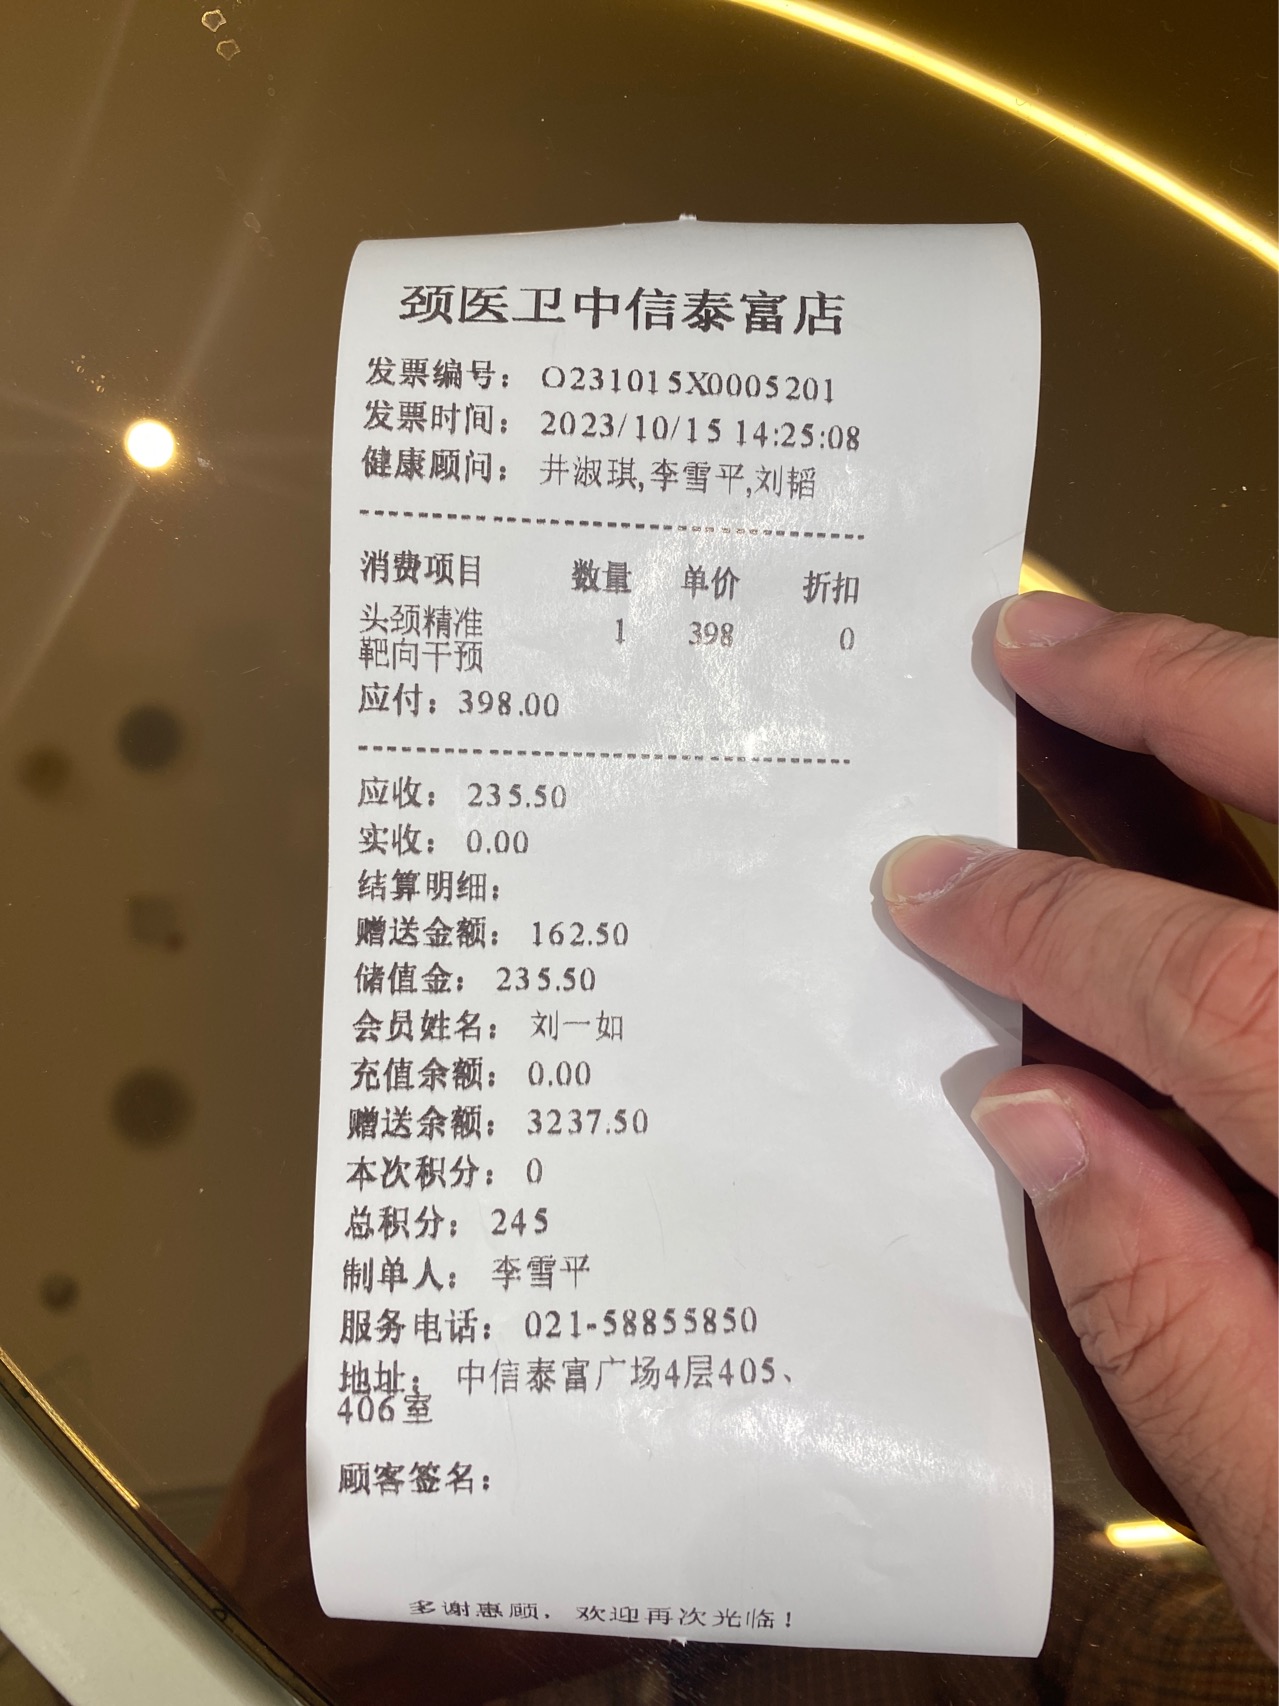 颈医卫中信泰富店
发票编号： O231015X0005201
发票时间： 2023/10/15 14:25:08
健康顾问： 井淑琪,李雪平,刘韬
消费项目 数量 单价 折扣
头颈精准 1 398 0
靶向干预
应付：398.00
应收： 235.50
实收： 0.00
结算明细：
赠送金额： 162.50
储值金： 235.50
会员姓名： 刘一如
充值余额： 0.00
赠送余额： 3237.50
本次积分： 0
总积分： 245
制单人： 李雪平
服务电话： 021-58855850
地址： 中信泰富广场4层405、
406室
顾客签名：
多谢惠顾，欢迎再次光临！